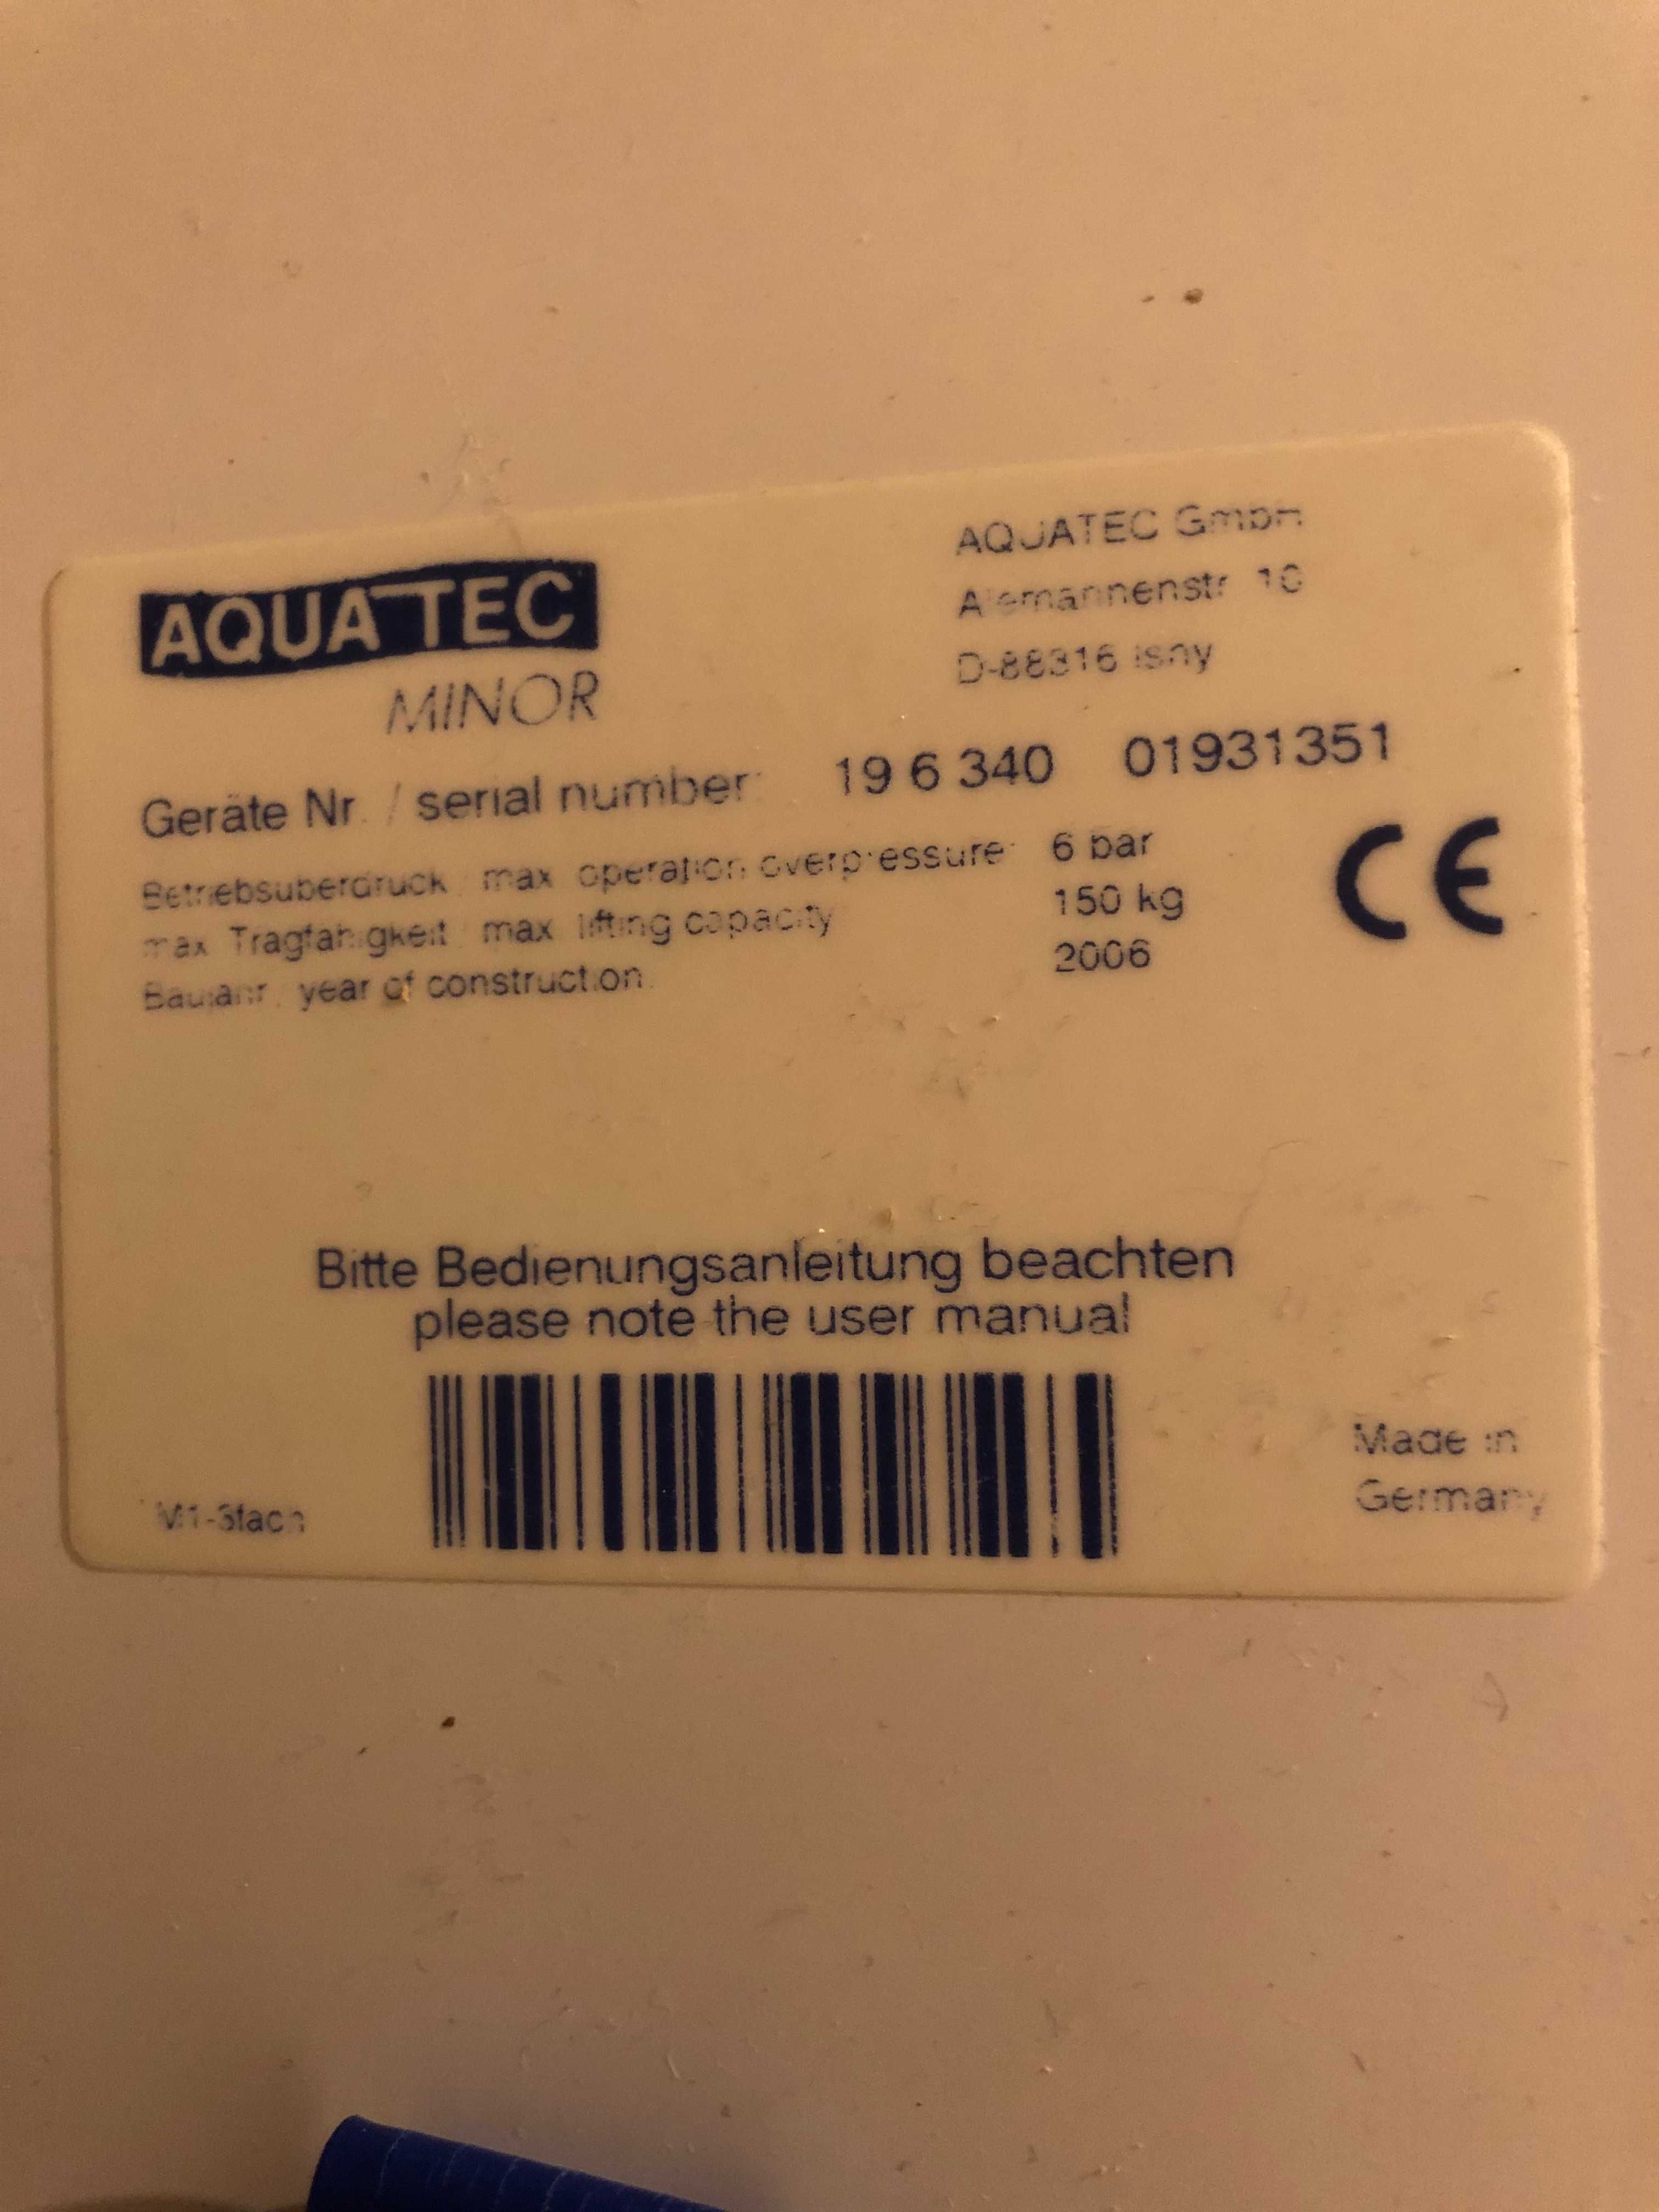 AQUATEC
MINOR
AQUATEC GmbH
Alemannenstr. 10
D-88316 Isny
Geräte Nr. / serial number: 19 6 340 01931351
Betriebsüberdruck / max. operation overpressure: 6 bar
max. Tragfähigkeit / max. lifting capacity 150 kg
Baujahr / year of construction 2006
CE
Bitte Bedienungsanleitung beachten
please note the user manual
M1-3fach
Made in
Germany